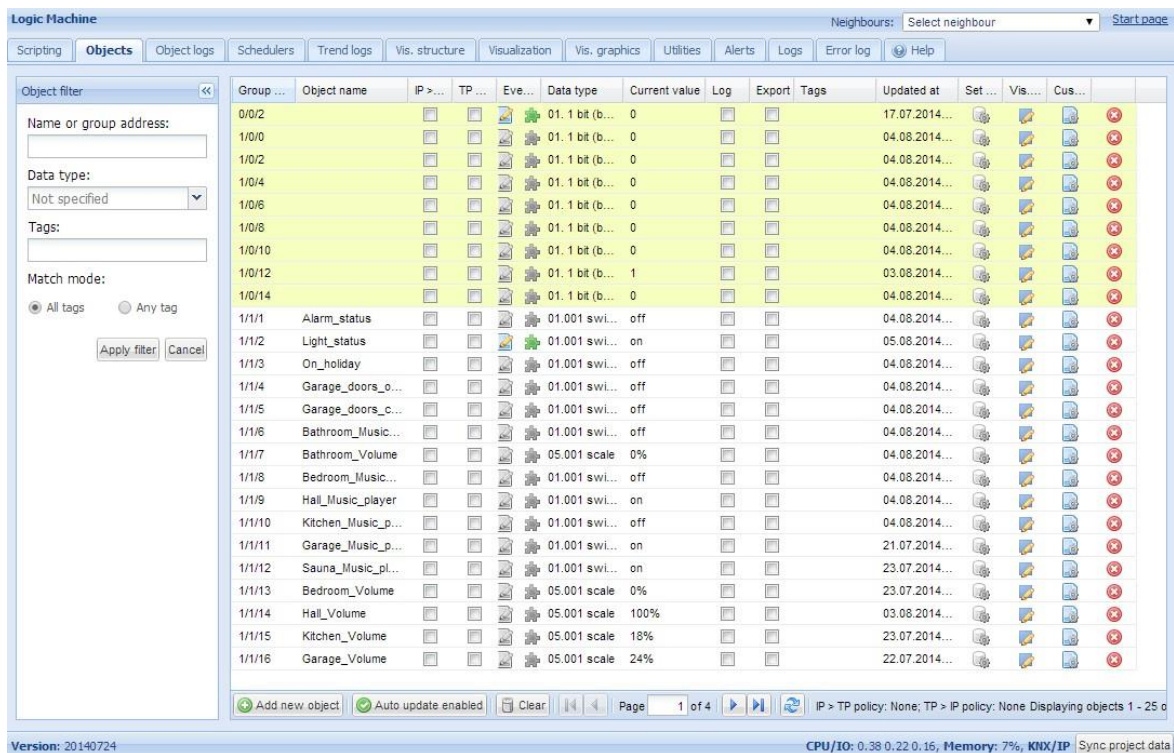 Logic Machine
Neighbours: Select neighbour Start page
Scripting Objects Object logs Schedulers Trend logs Vis. structure Visualization Vis. graphics Utilities Alerts Logs Error log Help
Object filter
Name or group address:
Data type:
Not specified
Tags:
Match mode:
All tags Any tag
Apply filter Cancel
Group ... Object name IP >... TP ... Eve... Data type Current value Log Export Tags Updated at Set ... Vis.... Cus...
0/0/2 01. 1 bit (b... 0 17.07.2014...
1/0/0 01. 1 bit (b... 0 04.08.2014...
1/0/2 01. 1 bit (b... 0 04.08.2014...
1/0/4 01. 1 bit (b... 0 04.08.2014...
1/0/6 01. 1 bit (b... 0 04.08.2014...
1/0/8 01. 1 bit (b... 0 04.08.2014...
1/0/10 01. 1 bit (b... 0 04.08.2014...
1/0/12 01. 1 bit (b... 1 03.08.2014...
1/0/14 01. 1 bit (b... 0 04.08.2014...
1/1/1 Alarm_status 01.001 swi... off 04.08.2014...
1/1/2 Light_status 01.001 swi... on 05.08.2014...
1/1/3 On_holiday 01.001 swi... off 04.08.2014...
1/1/4 Garage_doors_o... 01.001 swi... off 04.08.2014...
1/1/5 Garage_doors_c... 01.001 swi... off 04.08.2014...
1/1/6 Bathroom_Music... 01.001 swi... off 04.08.2014...
1/1/7 Bathroom_Volume 05.001 scale 0% 04.08.2014...
1/1/8 Bedroom_Music... 01.001 swi... off 04.08.2014...
1/1/9 Hall_Music_player 01.001 swi... on 04.08.2014...
1/1/10 Kitchen_Music_p... 01.001 swi... off 04.08.2014...
1/1/11 Garage_Music_p... 01.001 swi... on 21.07.2014...
1/1/12 Sauna_Music_pl... 01.001 swi... on 23.07.2014...
1/1/13 Bedroom_Volume 05.001 scale 0% 23.07.2014...
1/1/14 Hall_Volume 05.001 scale 100% 03.08.2014...
1/1/15 Kitchen_Volume 05.001 scale 18% 23.07.2014...
1/1/16 Garage_Volume 05.001 scale 24% 22.07.2014...
Add new object Auto update enabled Clear Page 1 of 4 IP > TP policy: None; TP > IP policy: None Displaying objects 1 - 25 o
Version: 20140724 CPU/IO: 0.38 0.22 0.16, Memory: 7%, KNX/IP Sync project data